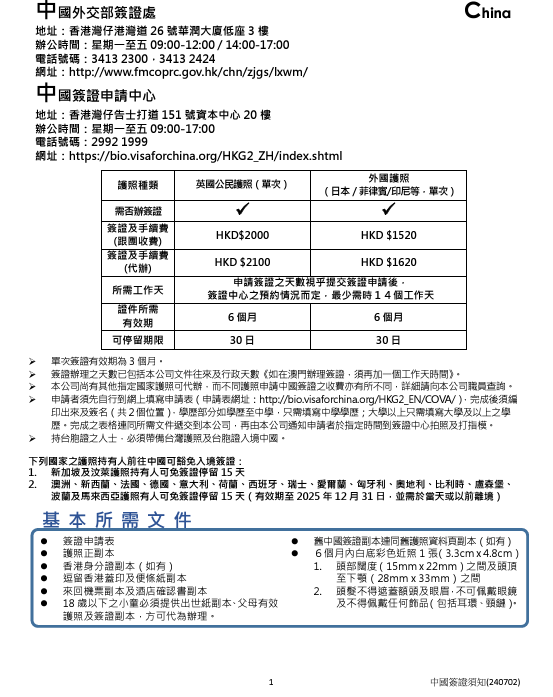 中國外交部簽證處
China
地址：香港灣仔港灣道 26 號華潤大廈低座 3 樓
辦公時間：星期一至五 09:00-12:00 / 14:00-17:00
電話號碼：3413 2300，3413 2424
網址：http://www.fmcoprc.gov.hk/chn/zjgs/lxwm/
中國簽證申請中心
地址：香港灣仔告士打道 151 號資本中心 20 樓
辦公時間：星期一至五 09:00-17:00
電話號碼：2992 1999
網址：https://bio.visaforchina.org/HKG2_ZH/index.shtml
護照種類 英國公民護照（單次） 外國護照
（日本 / 菲律賓/印尼等，單次）
需否辦簽證 ✓ ✓
簽證及手續費
(跟團收費) HKD$2000 HKD $1520
簽證及手續費
(代辦) HKD $2100 HKD $1620
所需工作天 申請簽證之天數視乎提交簽證申請後，
簽證中心之預約情況而定，最少需時１４個工作天
證件所需
有效期 6 個月 6 個月
可停留期限 30 日 30 日
➢ 單次簽證有效期為 3 個月。
➢ 簽證辦理之天數已包括本公司文件往來及行政天數《如在澳門辦理簽證，須再加一個工作天時間》。
➢ 本公司尚有其他指定國家護照可代辦，而不同護照申請中國簽證之收費亦有所不同，詳細請向本公司職員查詢。
➢ 申請者須先自行到網上填寫申請表（申請表網址：http://bio.visaforchina.org/HKG2_EN/COVA/），完成後須編
印出來及簽名（共 2 個位置），學歷部分如學歷至中學，只需填寫中學學歷；大學以上只需填寫大學及以上之學
歷。完成之表格連同所需文件遞交到本公司，再由本公司通知申請者於指定時間到簽證中心拍照及打指模。
➢ 持台胞證之人士，必須帶備台灣護照及台胞證入境中國。
下列國家之護照持有人前往中國可豁免入境簽證：
1. 新加坡及汶萊護照持有人可免簽證停留 15 天
2. 澳洲、新西蘭、法國、德國、意大利、荷蘭、西班牙、瑞士、愛爾蘭、匈牙利、奧地利、比利時、盧森堡、
波蘭及馬來西亞護照持有人可免簽證停留 15 天（有效期至 2025 年 12 月 31 日，並需於當天或以前離境）
基本所需文件
● 簽證申請表
● 護照正副本
● 香港身分證副本（如有）
● 逗留香港蓋印及便條紙副本
● 來回機票副本及酒店確認書副本
● 18 歲以下之小童必須提供出世紙副本、父母有效
護照及簽證副本，方可代為辦理。
● 舊中國簽證副本連同舊護照資料頁副本（如有）
● 6 個月內白底彩色近照 1 張( 3.3cm x 4.8cm )
1. 頭部闊度（15mm x 22mm）之間及頭頂
至下顎（28mm x 33mm）之間
2. 頭髮不得遮蓋額頭及眼眉，不可佩戴眼鏡
及不得佩戴任何飾品( 包括耳環、頸鏈 )。
1
中國簽證須知(240702)